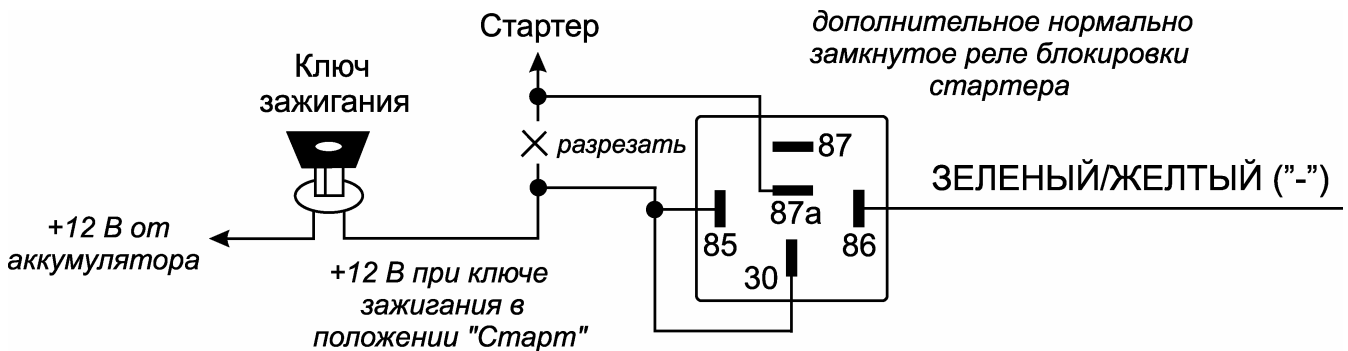 Стартер
дополнительное нормально
замкнутое реле блокировки
стартера
Ключ
зажигания
разрезать
87
ЗЕЛЕНЫЙ/ЖЕЛТЫЙ ("-")
87а
85
86
30
+12 В от
аккумулятора
+12 В при ключе
зажигания в
положении "Старт"